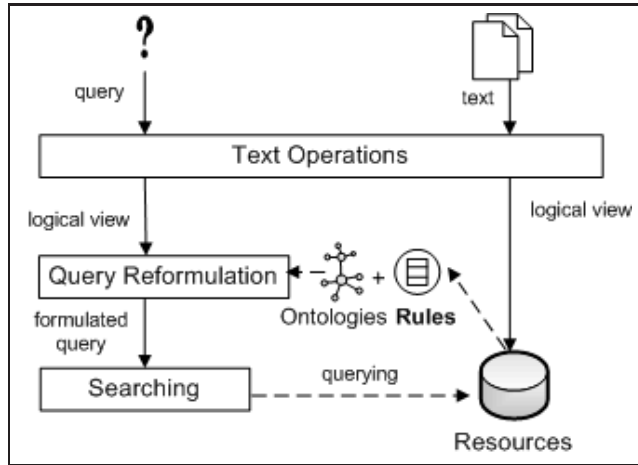 ?
query
text
Text Operations
logical view
logical view
Query Reformulation
+
Ontologies Rules
formulated
query
Searching
querying
Resources